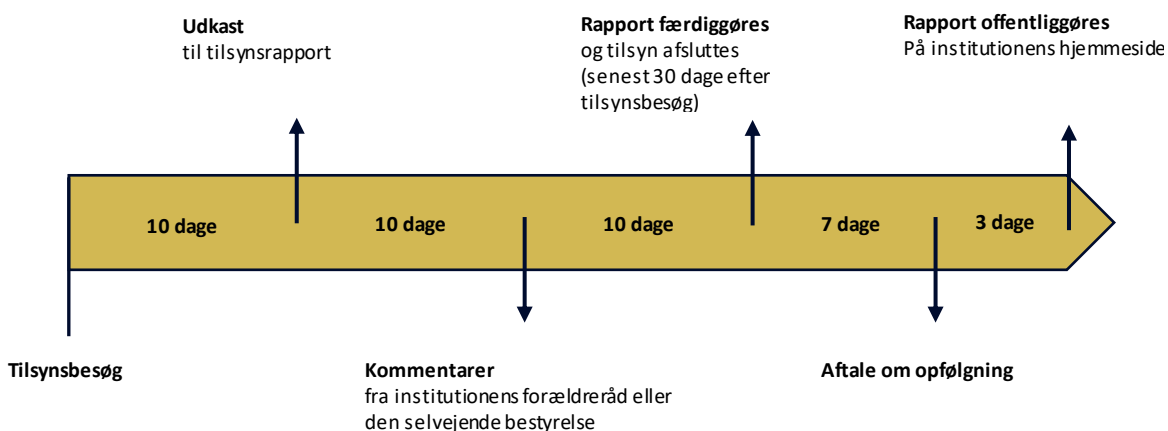 Udkast
til tilsynsrapport
Rapport færdiggøres
og tilsyn afsluttes
(senest 30 dage efter
tilsynsbesøg)
Rapport offentliggøres
På institutionens hjemmeside
10 dage
10 dage
10 dage
7 dage
3 dage
Tilsynsbesøg
Kommentarer
fra institutionens forældreråd eller
den selvejende bestyrelse
Aftale om opfølgning